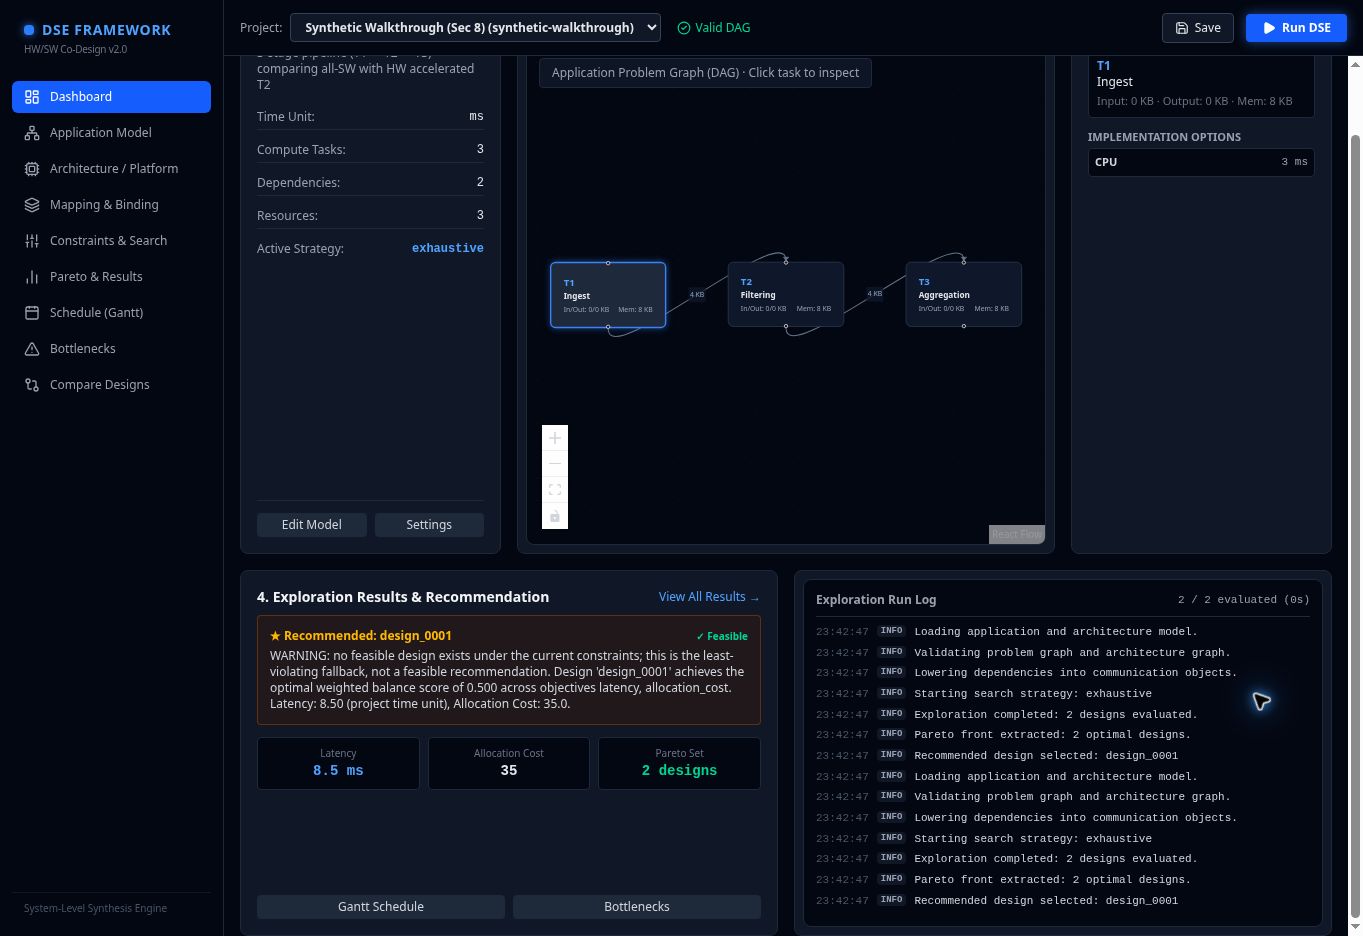 DSE FRAMEWORK
HW/SW Co-Design v2.0
Dashboard
Application Model
Architecture / Platform
Mapping & Binding
Constraints & Search
Pareto & Results
Schedule (Gantt)
Bottlenecks
Compare Designs
System-Level Synthesis Engine
Project:
Synthetic Walkthrough (Sec 8) (synthetic-walkthrough)
Valid DAG
Save
Run DSE
comparing all-SW with HW accelerated
T2
Time Unit: ms
Compute Tasks: 3
Dependencies: 2
Resources: 3
Active Strategy: exhaustive
Edit Model
Settings
Application Problem Graph (DAG) · Click task to inspect
T1
Ingest
In/Out: 0/0 KB Mem: 8 KB
4 KB
T2
Filtering
In/Out: 0/0 KB Mem: 8 KB
4 KB
T3
Aggregation
In/Out: 0/0 KB Mem: 8 KB
React Flow
T1
Ingest
Input: 0 KB · Output: 0 KB · Mem: 8 KB
IMPLEMENTATION OPTIONS
CPU 3 ms
4. Exploration Results & Recommendation
View All Results →
★ Recommended: design_0001
✓ Feasible
WARNING: no feasible design exists under the current constraints; this is the least-
violating fallback, not a feasible recommendation. Design 'design_0001' achieves the
optimal weighted balance score of 0.500 across objectives latency, allocation_cost.
Latency: 8.50 (project time unit), Allocation Cost: 35.0.
Latency
8.5 ms
Allocation Cost
35
Pareto Set
2 designs
Gantt Schedule
Bottlenecks
Exploration Run Log
2 / 2 evaluated (0s)
23:42:47 INFO Loading application and architecture model.
23:42:47 INFO Validating problem graph and architecture graph.
23:42:47 INFO Lowering dependencies into communication objects.
23:42:47 INFO Starting search strategy: exhaustive
23:42:47 INFO Exploration completed: 2 designs evaluated.
23:42:47 INFO Pareto front extracted: 2 optimal designs.
23:42:47 INFO Recommended design selected: design_0001
23:42:47 INFO Loading application and architecture model.
23:42:47 INFO Validating problem graph and architecture graph.
23:42:47 INFO Lowering dependencies into communication objects.
23:42:47 INFO Starting search strategy: exhaustive
23:42:47 INFO Exploration completed: 2 designs evaluated.
23:42:47 INFO Pareto front extracted: 2 optimal designs.
23:42:47 INFO Recommended design selected: design_0001